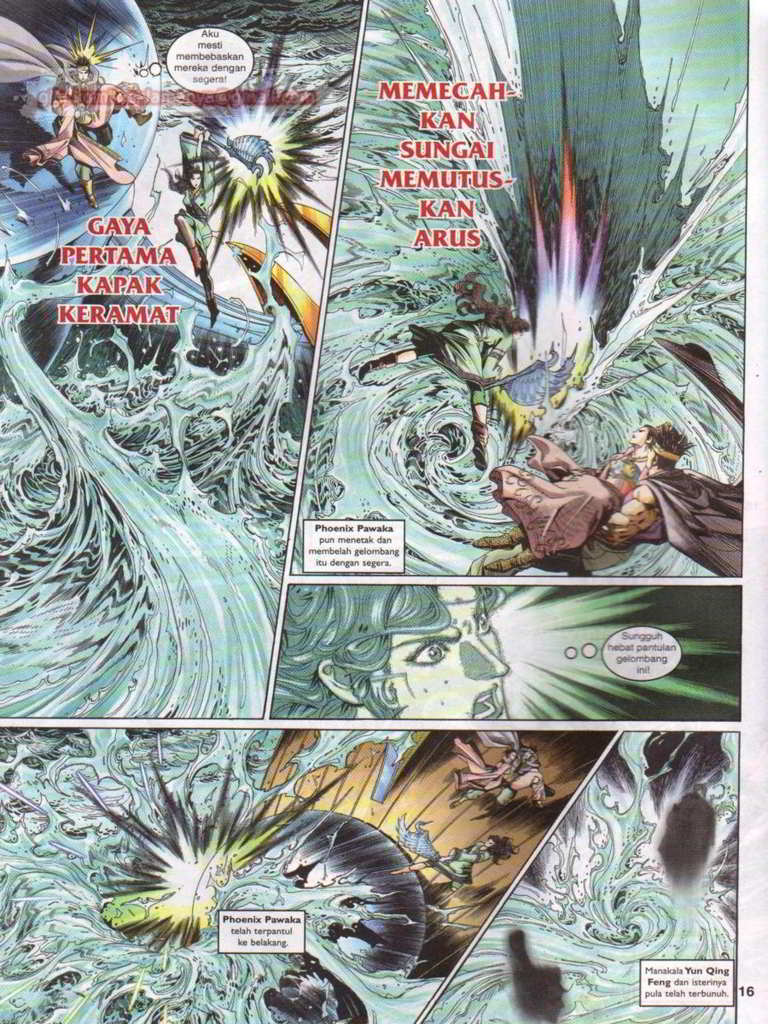 Aku
mesti
membebaskan
mereka dengan
segera!
GAYA
PERTAMA
KAPAK
KERAMAT
MEMECAH-
KAN
SUNGAI
MEMUTUS-
KAN
ARUS
Phoenix Pawaka
pun menetak dan
membelah gelombang
itu dengan segera.
Sungguh
hebat pantulan
gelombang
ini!
Phoenix Pawaka
telah terpantul
ke belakang.
Manakala Yun Qing
Feng dan isterinya
pula telah terbunuh.
16